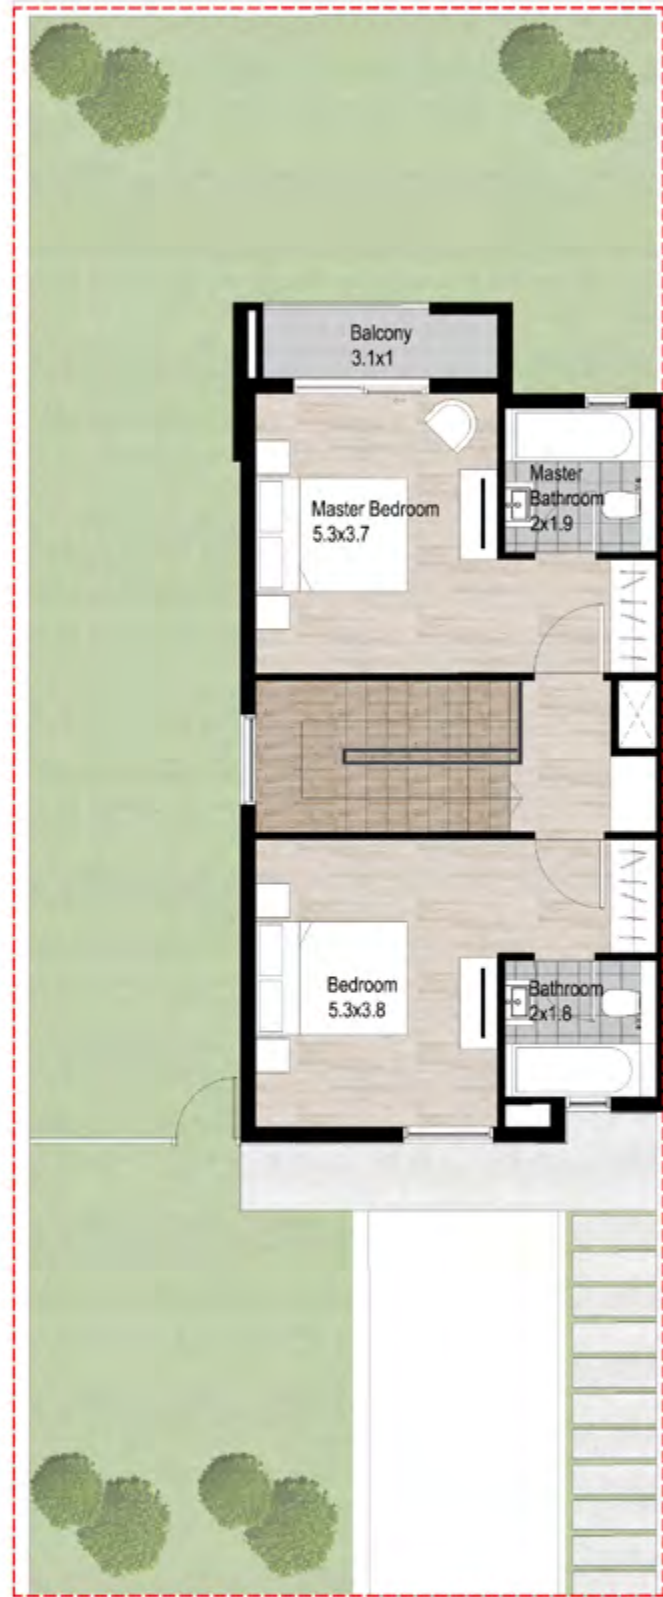 Balcony
3.1x1
Master
Bathroom
2x1.9
Master Bedroom
5.3x3.7
Bedroom
5.3x3.8
Bathroom
2x1.8